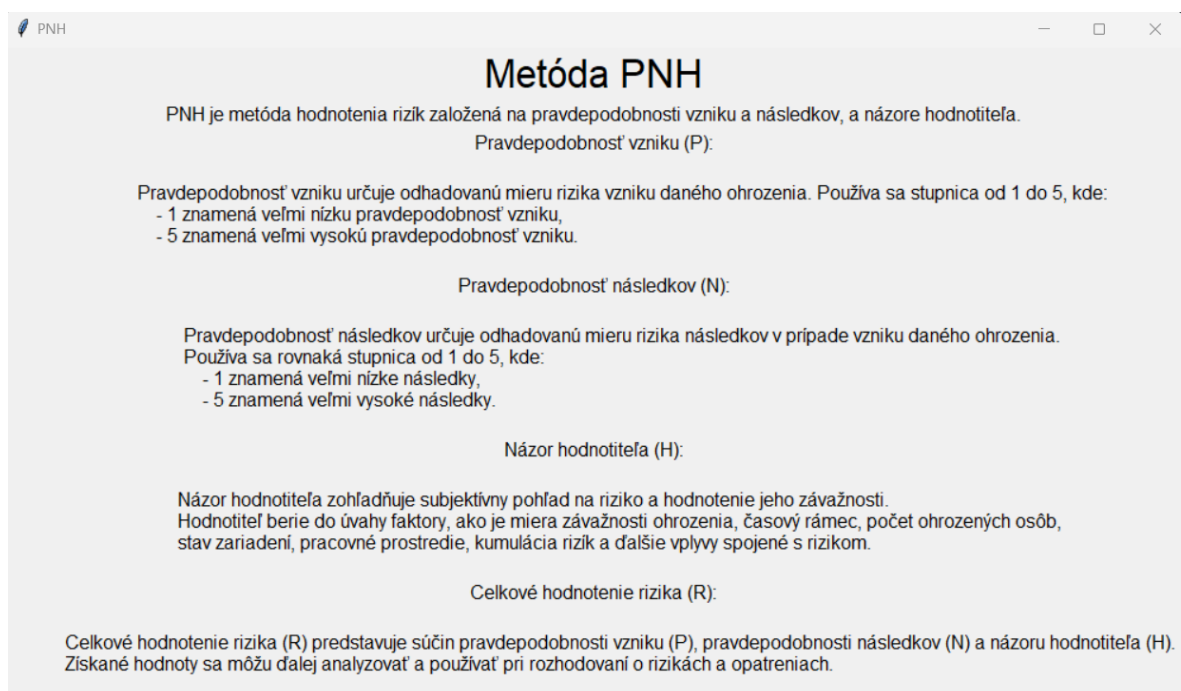 PNH
Metóda PNH
PNH je metóda hodnotenia rizík založená na pravdepodobnosti vzniku a následkov, a názore hodnotiteľa.
Pravdepodobnosť vzniku (P):
Pravdepodobnosť vzniku určuje odhadovanú mieru rizika vzniku daného ohrozenia. Používa sa stupnica od 1 do 5, kde:
- 1 znamená veľmi nízku pravdepodobnosť vzniku,
- 5 znamená veľmi vysokú pravdepodobnosť vzniku.
Pravdepodobnosť následkov (N):
Pravdepodobnosť následkov určuje odhadovanú mieru rizika následkov v prípade vzniku daného ohrozenia.
Používa sa rovnaká stupnica od 1 do 5, kde:
- 1 znamená veľmi nízke následky,
- 5 znamená veľmi vysoké následky.
Názor hodnotiteľa (H):
Názor hodnotiteľa zohľadňuje subjektívny pohľad na riziko a hodnotenie jeho závažnosti.
Hodnotiteľ berie do úvahy faktory, ako je miera závažnosti ohrozenia, časový rámec, počet ohrozených osôb,
stav zariadení, pracovné prostredie, kumulácia rizík a ďalšie vplyvy spojené s rizikom.
Celkové hodnotenie rizika (R):
Celkové hodnotenie rizika (R) predstavuje súčin pravdepodobnosti vzniku (P), pravdepodobnosti následkov (N) a názoru hodnotiteľa (H).
Získané hodnoty sa môžu ďalej analyzovať a používať pri rozhodovaní o rizikách a opatreniach.